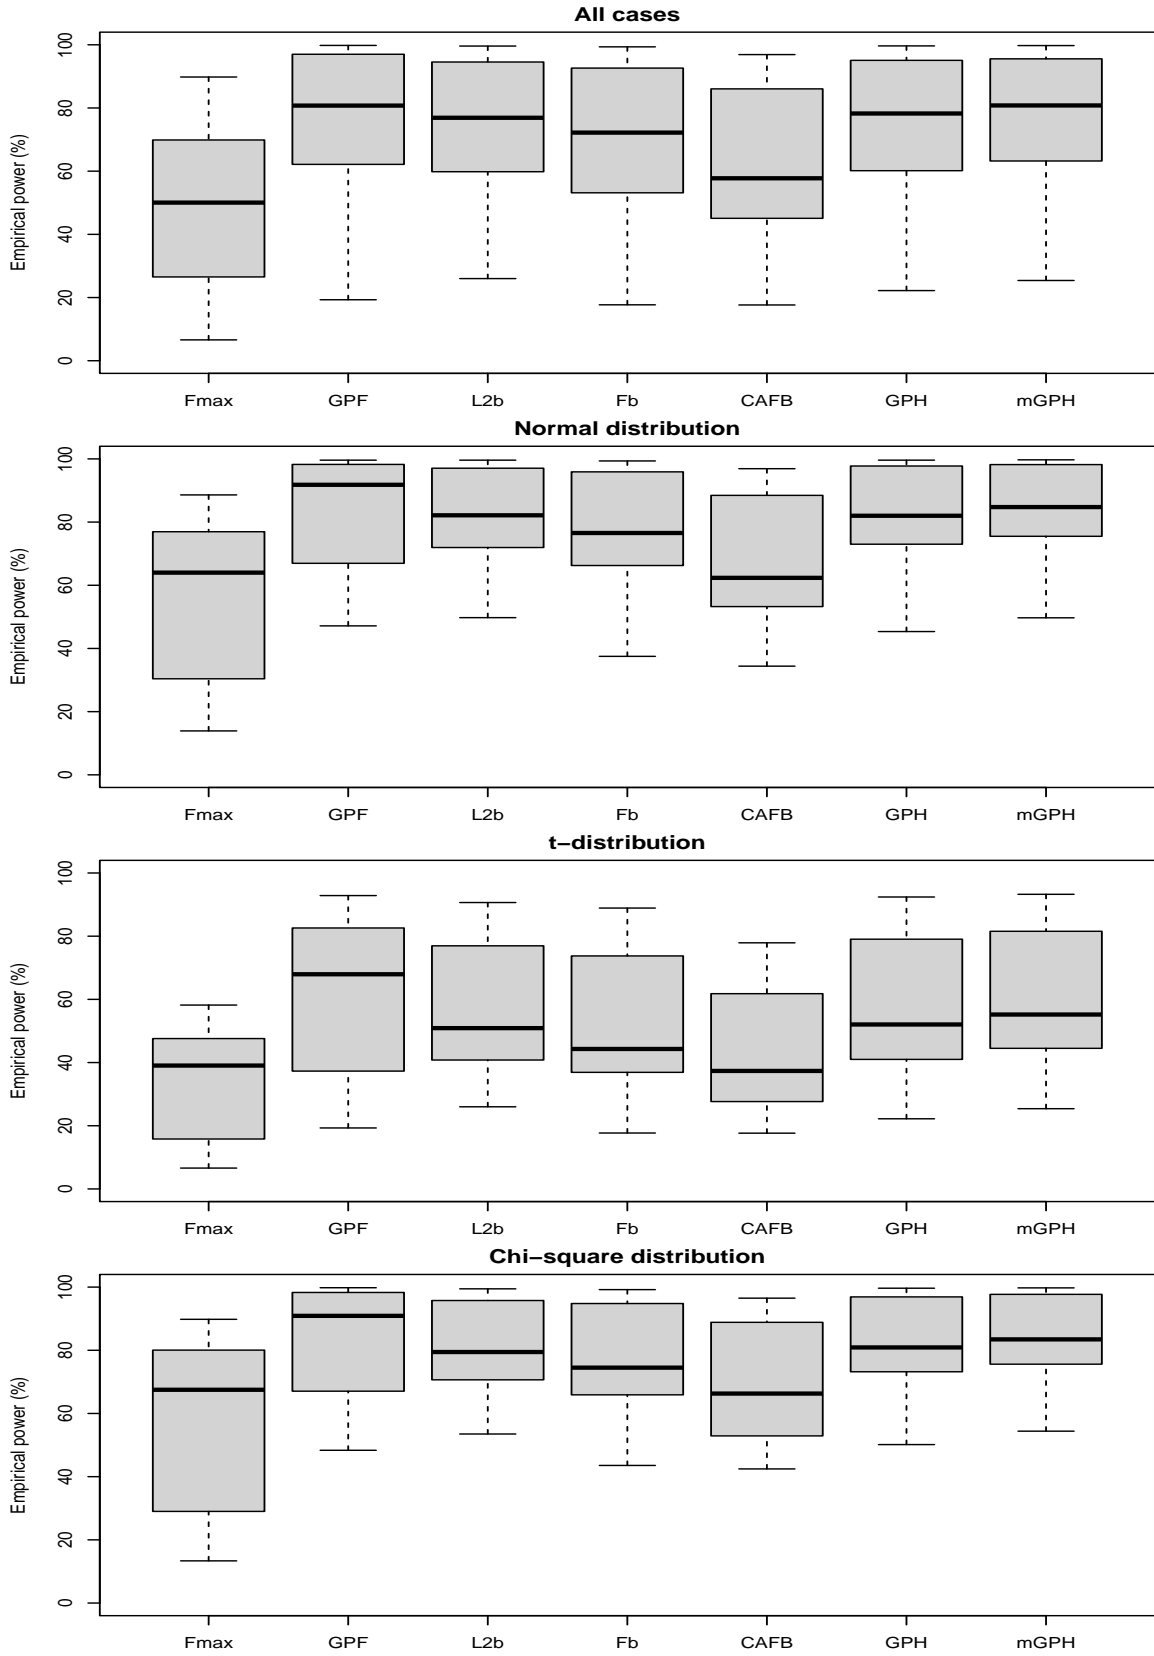 All cases
Empirical power (%)
100
80
60
40
20
0
Fmax GPF L2b Fb CAFB GPH mGPH
Normal distribution
Empirical power (%)
100
80
60
40
20
0
Fmax GPF L2b Fb CAFB GPH mGPH
t−distribution
Empirical power (%)
100
80
60
40
20
0
Fmax GPF L2b Fb CAFB GPH mGPH
Chi−square distribution
Empirical power (%)
100
80
60
40
20
0
Fmax GPF L2b Fb CAFB GPH mGPH